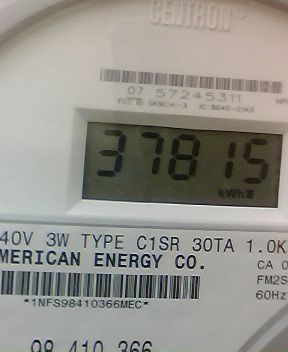 CENTRON®
07 57245311
37815
kWh
40V 3W TYPE C1SR 30TA 1.0K
MERICAN ENERGY CO.
CA 0
FM2S
60Hz
*1NFS98410366MEC*
98 410 366